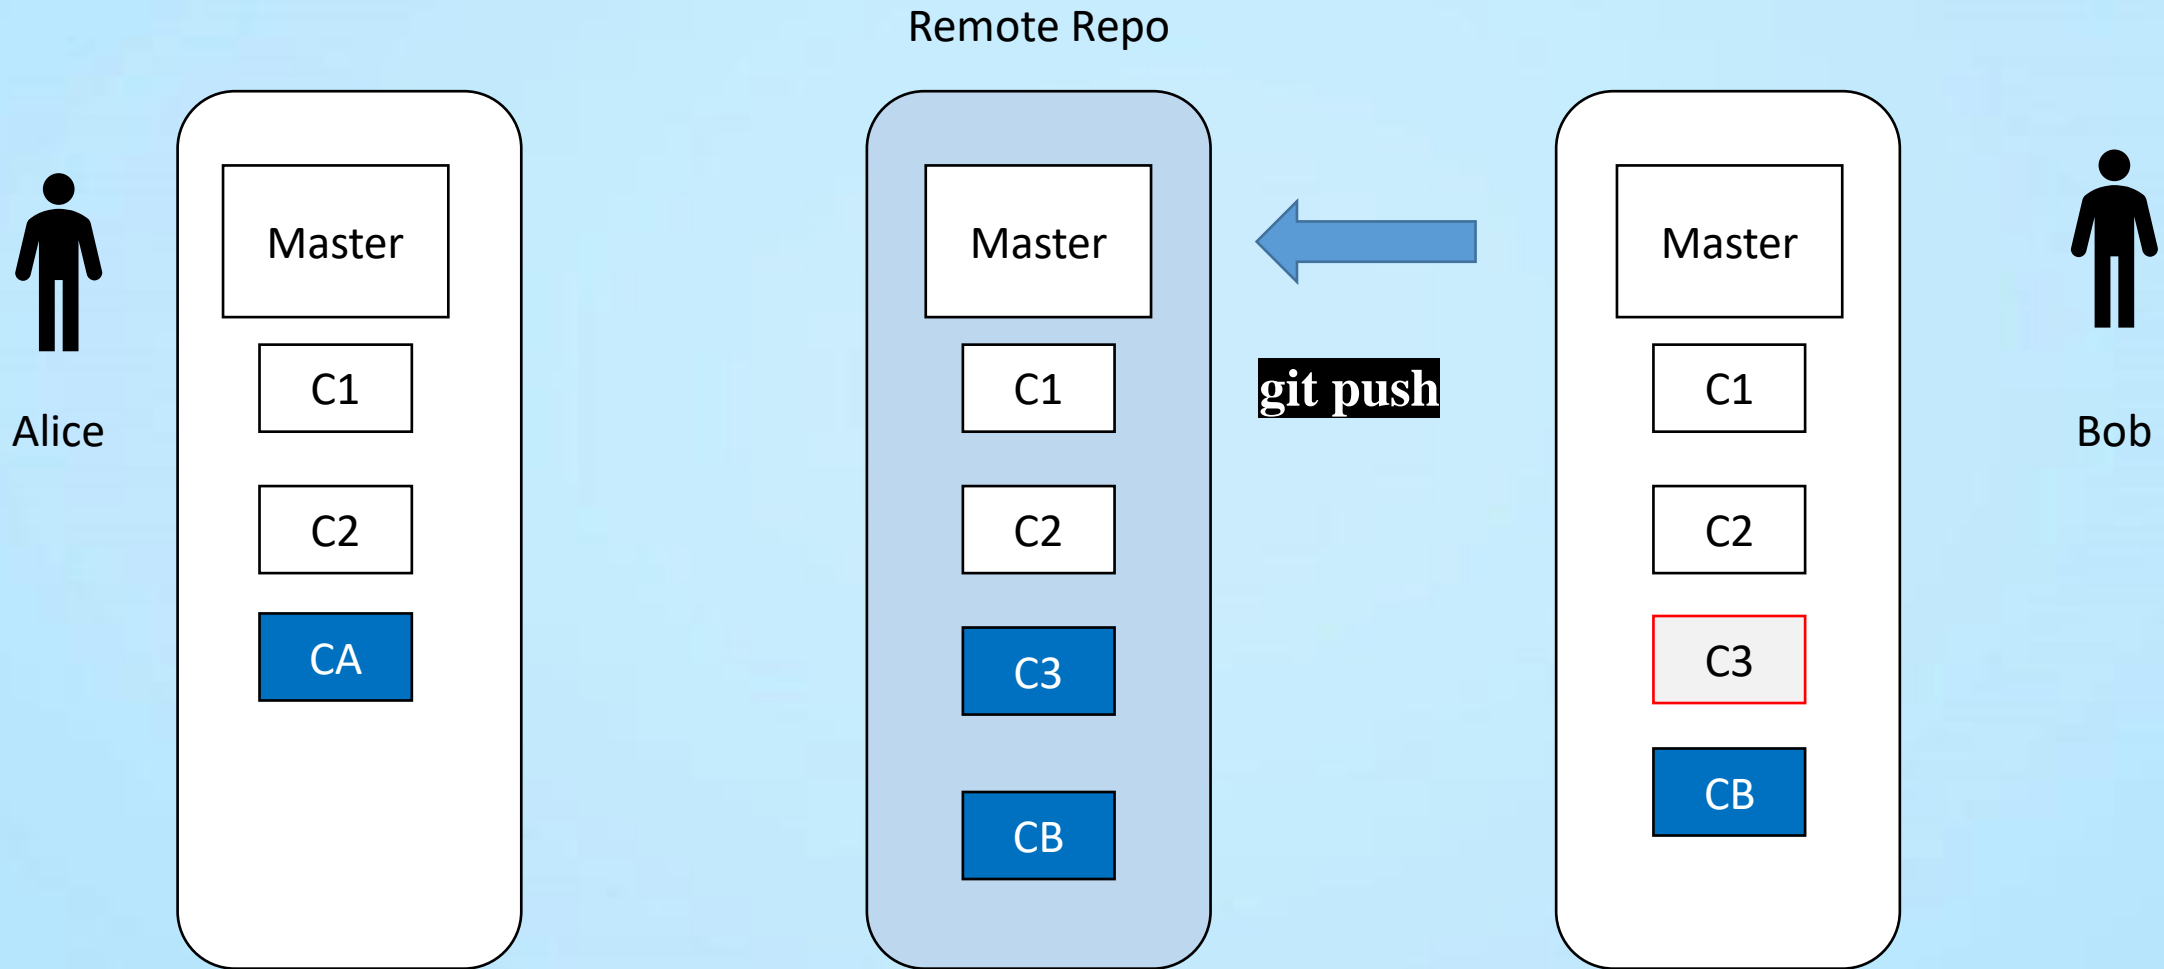 Remote Repo
Alice
Master
C1
C2
CA
Master
C1
C2
C3
CB
git push
Master
C1
C2
C3
CB
Bob